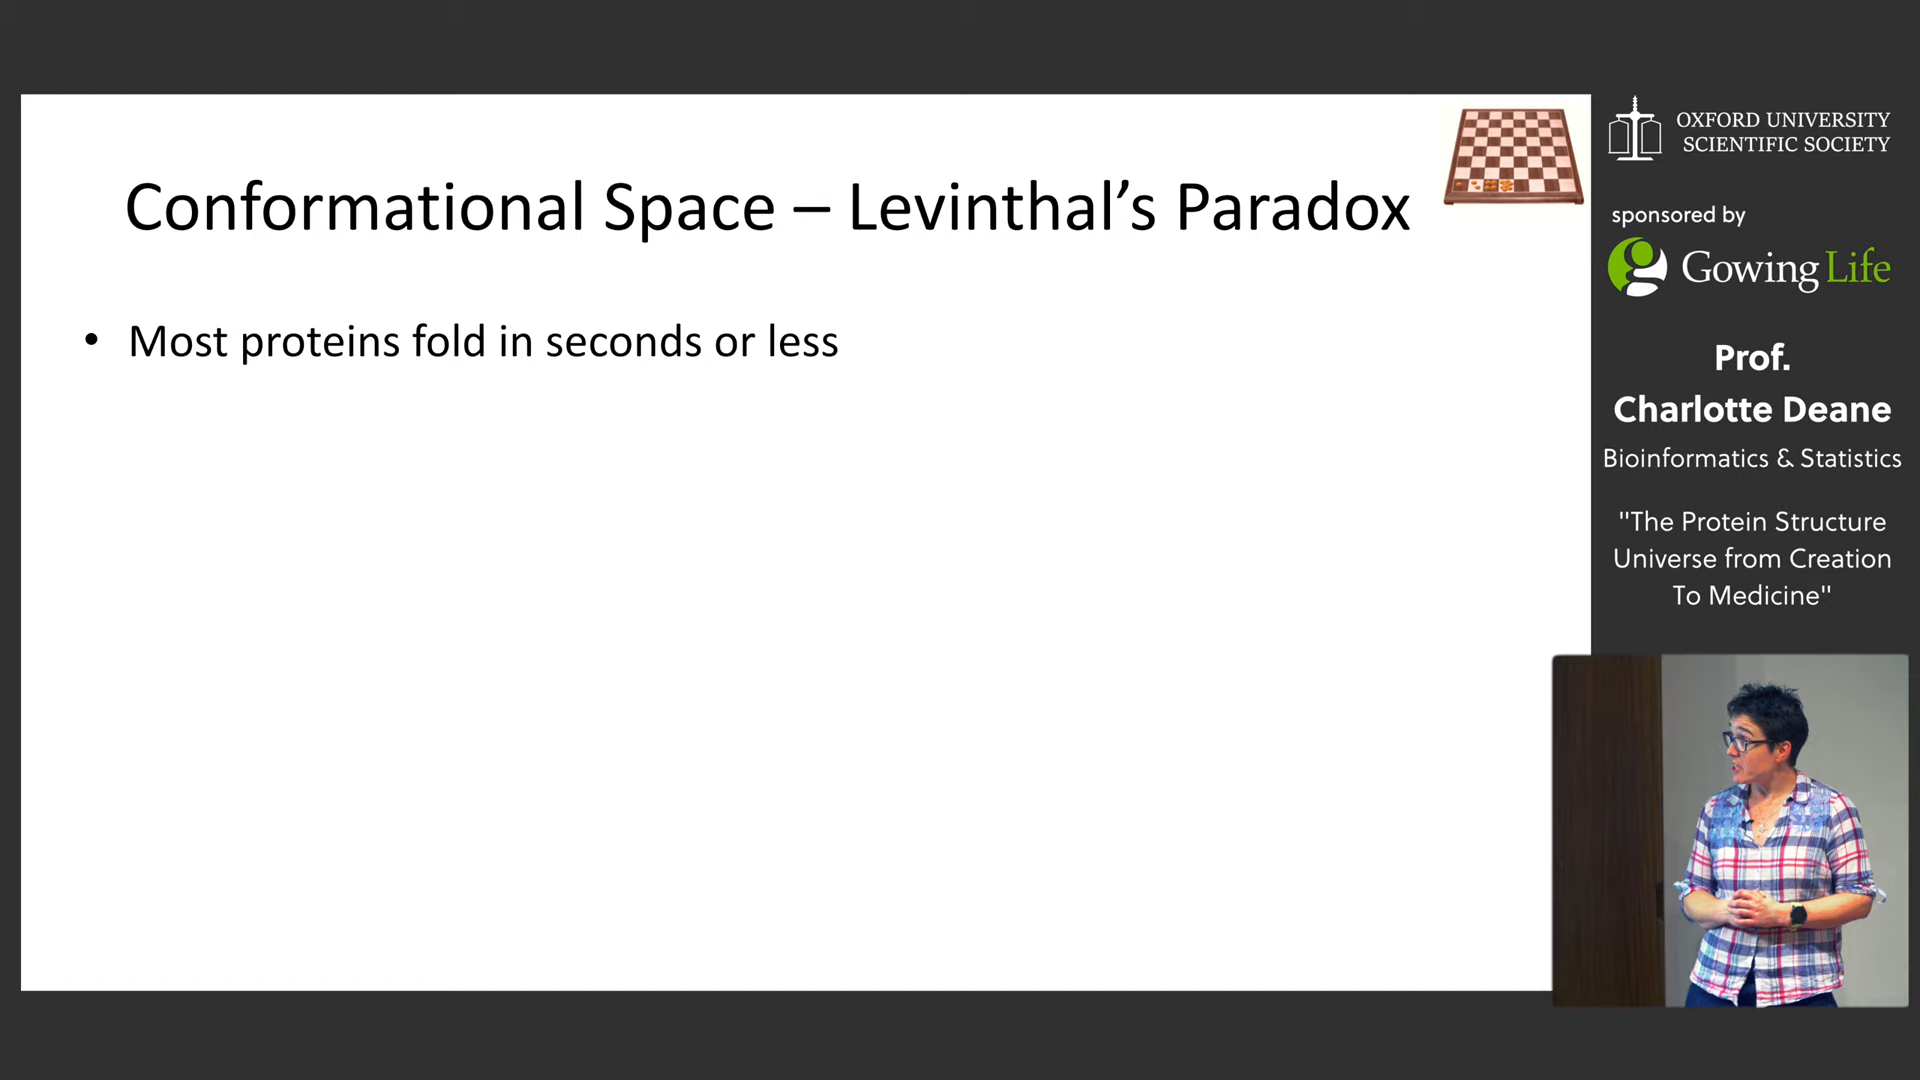 Conformational Space – Levinthal’s Paradox
• Most proteins fold in seconds or less
OXFORD UNIVERSITY
SCIENTIFIC SOCIETY
sponsored by
Gowing Life
Prof.
Charlotte Deane
Bioinformatics & Statistics
"The Protein Structure
Universe from Creation
To Medicine"